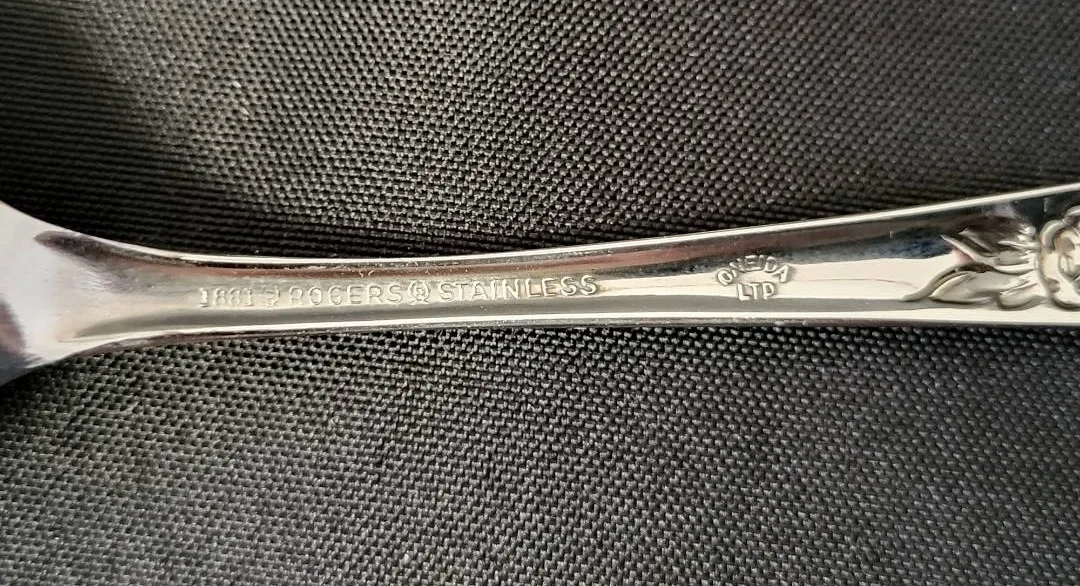 1881 ® ROGERS ® STAINLESS
ONEIDA
LTD